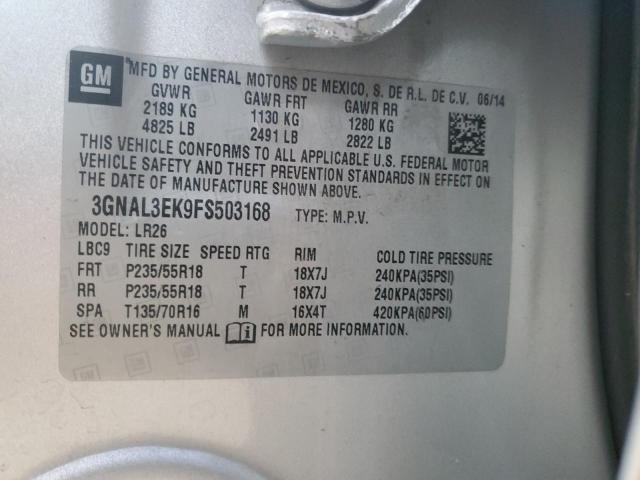 GM
MFD BY GENERAL MOTORS DE MEXICO, S. DE R.L. DE C.V. 06/14
GVWR GAWR FRT GAWR RR
2189 KG 1130 KG 1280 KG
4825 LB 2491 LB 2822 LB
THIS VEHICLE CONFORMS TO ALL APPLICABLE U.S. FEDERAL MOTOR
VEHICLE SAFETY AND THEFT PREVENTION STANDARDS IN EFFECT ON
THE DATE OF MANUFACTURE SHOWN ABOVE.
3GNAL3EK9FS503168 TYPE: M.P.V.
MODEL: LR26
LBC9 TIRE SIZE SPEED RTG RIM COLD TIRE PRESSURE
FRT P235/55R18 T 18X7J 240KPA(35PSI)
RR P235/55R18 T 18X7J 240KPA(35PSI)
SPA T135/70R16 M 16X4T 420KPA(60PSI)
SEE OWNER'S MANUAL FOR MORE INFORMATION.